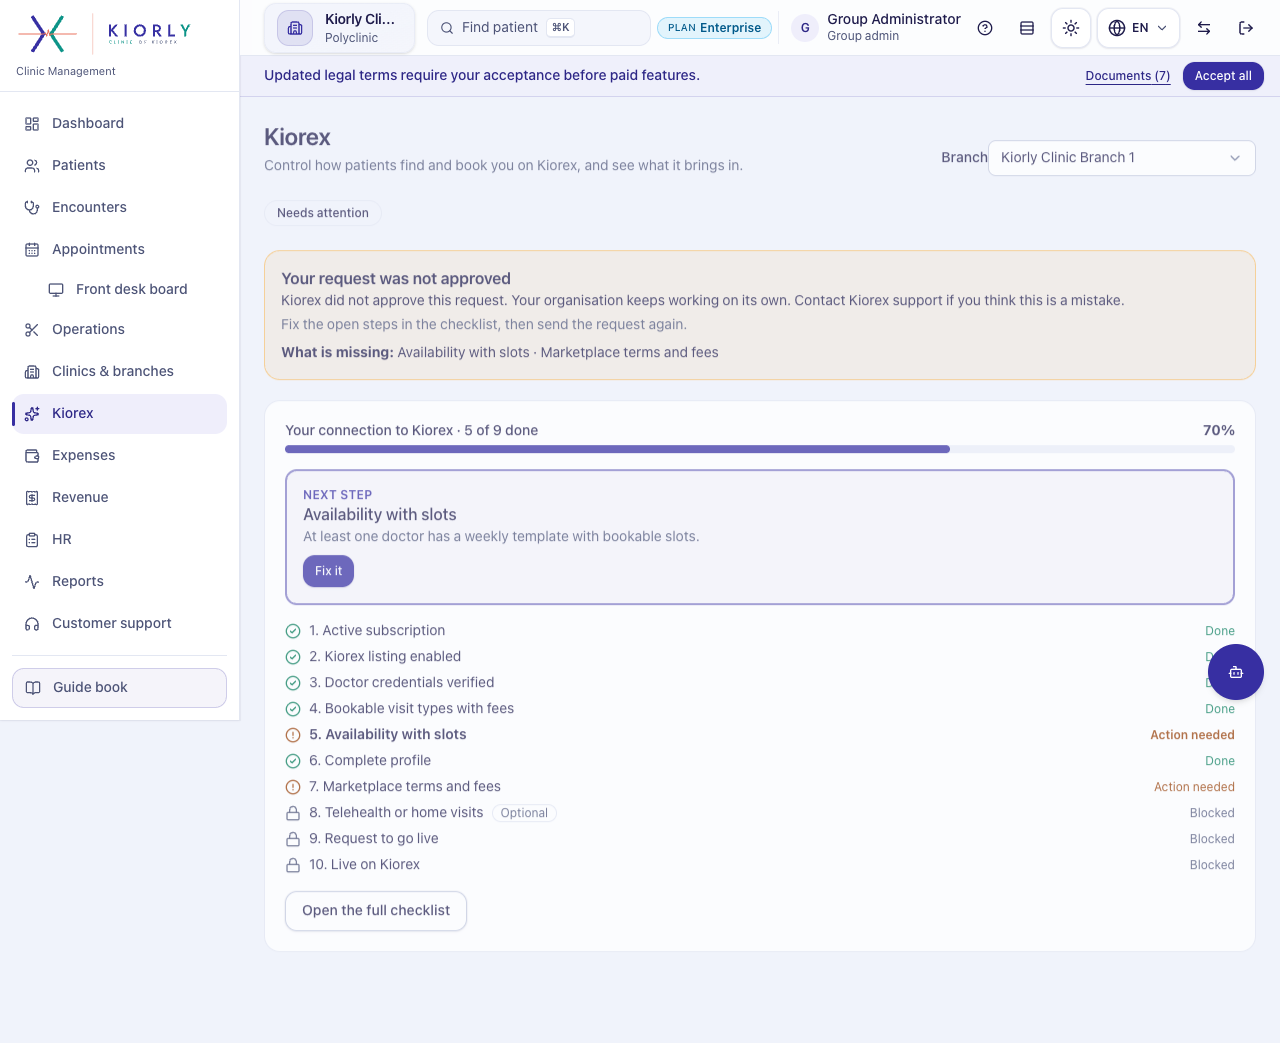 KIORLY
CLINIC OF KIOREX
Clinic Management
Kiorly Cli...
Polyclinic
Find patient ⌘K
PLAN Enterprise
G
Group Administrator
Group admin
EN
Updated legal terms require your acceptance before paid features.
Documents (7)
Accept all
Dashboard
Patients
Encounters
Appointments
Front desk board
Operations
Clinics & branches
Kiorex
Expenses
Revenue
HR
Reports
Customer support
Guide book
Kiorex
Control how patients find and book you on Kiorex, and see what it brings in.
Branch
Kiorly Clinic Branch 1
Needs attention
Your request was not approved
Kiorex did not approve this request. Your organisation keeps working on its own. Contact Kiorex support if you think this is a mistake.
Fix the open steps in the checklist, then send the request again.
What is missing: Availability with slots · Marketplace terms and fees
Your connection to Kiorex · 5 of 9 done
70%
NEXT STEP
Availability with slots
At least one doctor has a weekly template with bookable slots.
Fix it
1. Active subscription Done
2. Kiorex listing enabled
3. Doctor credentials verified
4. Bookable visit types with fees Done
5. Availability with slots Action needed
6. Complete profile Done
7. Marketplace terms and fees Action needed
8. Telehealth or home visits Optional Blocked
9. Request to go live Blocked
10. Live on Kiorex Blocked
Open the full checklist